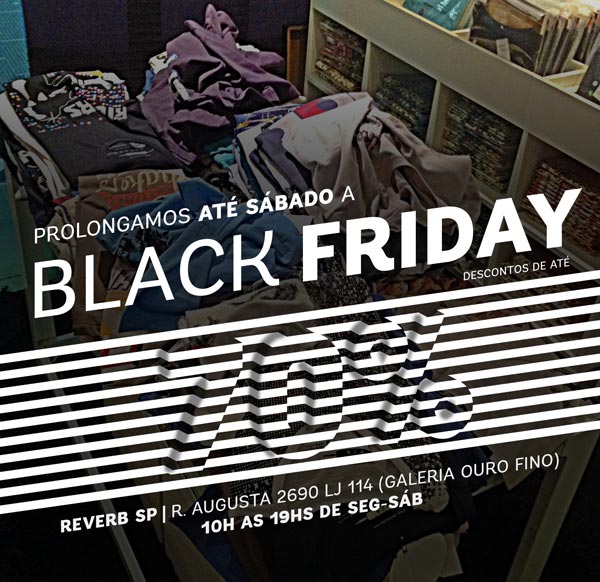 PROLONGAMOS ATÉ SÁBADO A
BLACK FRIDAY
DESCONTOS DE ATÉ
70%
REVERB SP | R. AUGUSTA 2690 LJ 114 (GALERIA OURO FINO)
10H AS 19HS DE SEG-SÁB